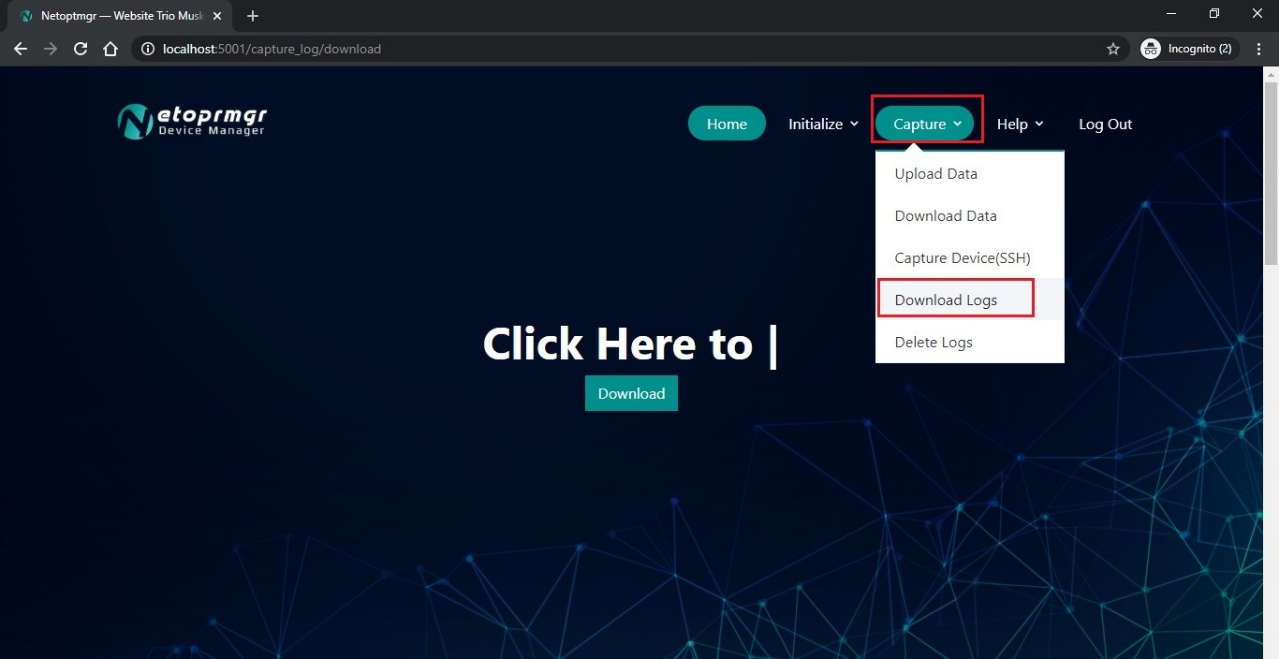 Netoptmgr — Website Trio Musk
localhost:5001/capture_log/download
Incognito (2)
etoprmgr
Device Manager
Home
Initialize
Capture
Help
Log Out
Upload Data
Download Data
Capture Device(SSH)
Download Logs
Delete Logs
Click Here to |
Download